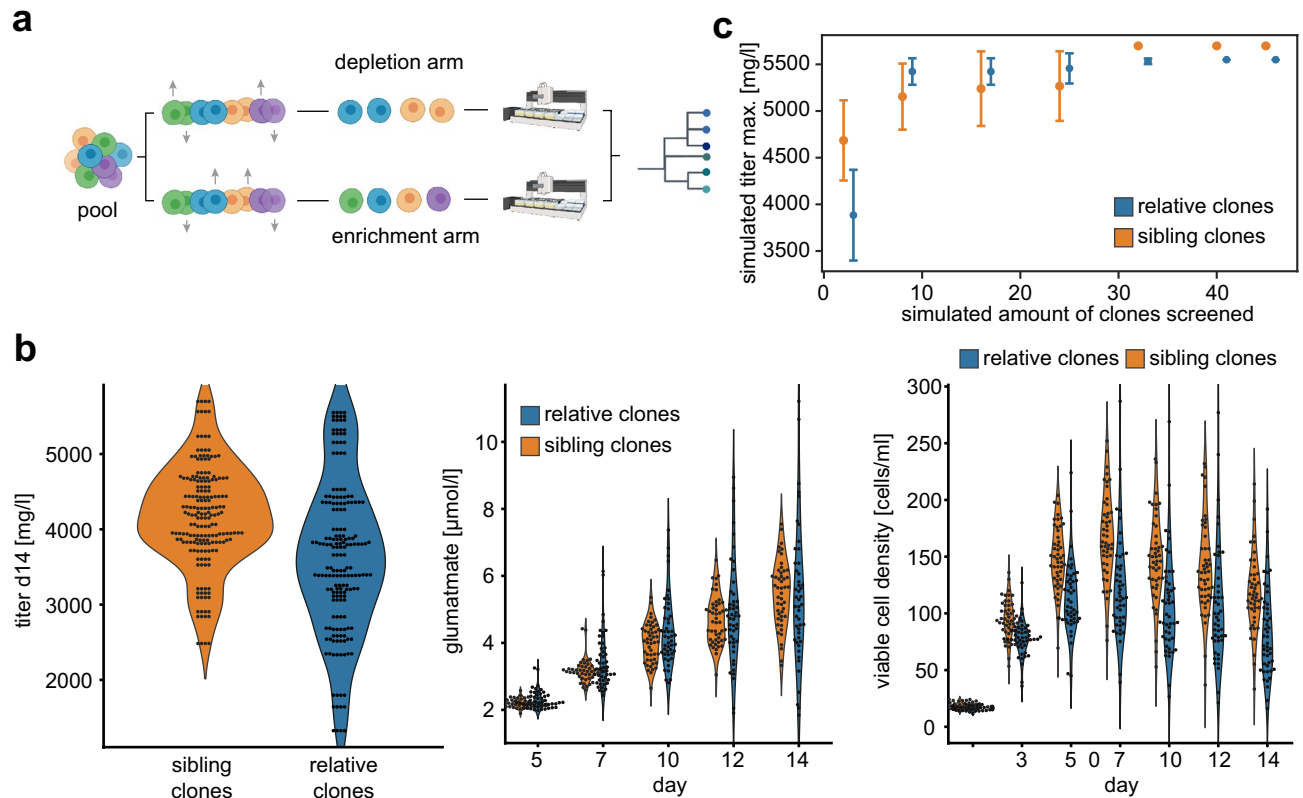 a
depletion arm
pool
enrichment arm
c
simulated titer max. [mg/l]
5500
5000
4500
4000
3500
relative clones
sibling clones
0
10
20
30
40
simulated amount of clones screened
b
titer d14 [mg/l]
5000
4000
3000
2000
sibling
clones
relative
clones
relative clones
sibling clones
glumatmate [µmol/l]
10
8
6
4
2
5
7
10
12
14
day
relative clones
sibling clones
viable cell density [cells/ml]
300
250
200
150
100
50
0
3
5
0
7
10
12
14
day